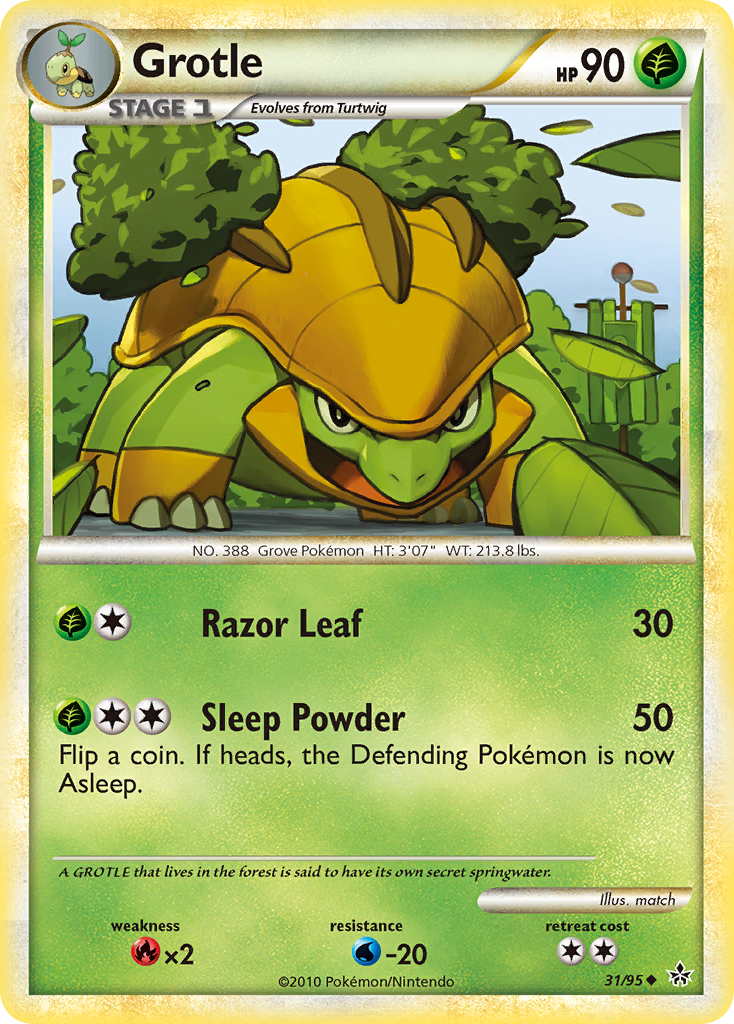 Grotle
HP 90
STAGE 1
Evolves from Turtwig
NO. 388 Grove Pokémon HT: 3'07" WT: 213.8 lbs.
Razor Leaf 30
Sleep Powder 50
Flip a coin. If heads, the Defending Pokémon is now
Asleep.
A GROTLE that lives in the forest is said to have its own secret springwater.
Illus. match
weakness resistance retreat cost
×2 -20
©2010 Pokémon/Nintendo
31/95